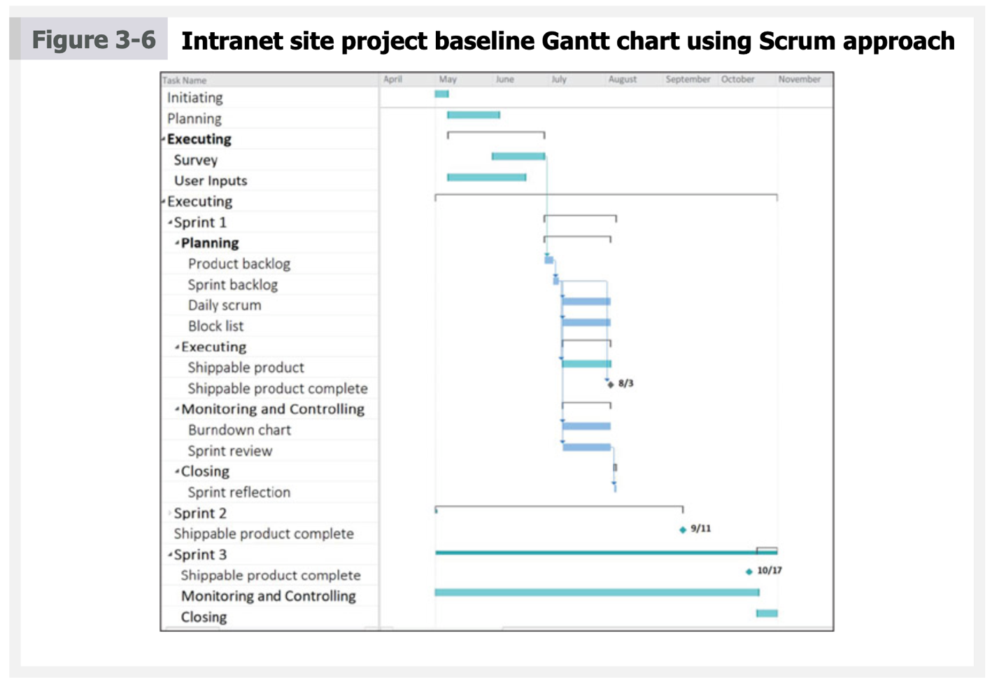 Figure 3-6 Intranet site project baseline Gantt chart using Scrum approach
Task Name April May June July August September October November
Initiating
Planning
Executing
Survey
User Inputs
Executing
Sprint 1
Planning
Product backlog
Sprint backlog
Daily scrum
Block list
Executing
Shippable product
Shippable product complete 8/3
Monitoring and Controlling
Burndown chart
Sprint review
Closing
Sprint reflection
Sprint 2
Shippable product complete 9/11
Sprint 3
Shippable product complete 10/17
Monitoring and Controlling
Closing